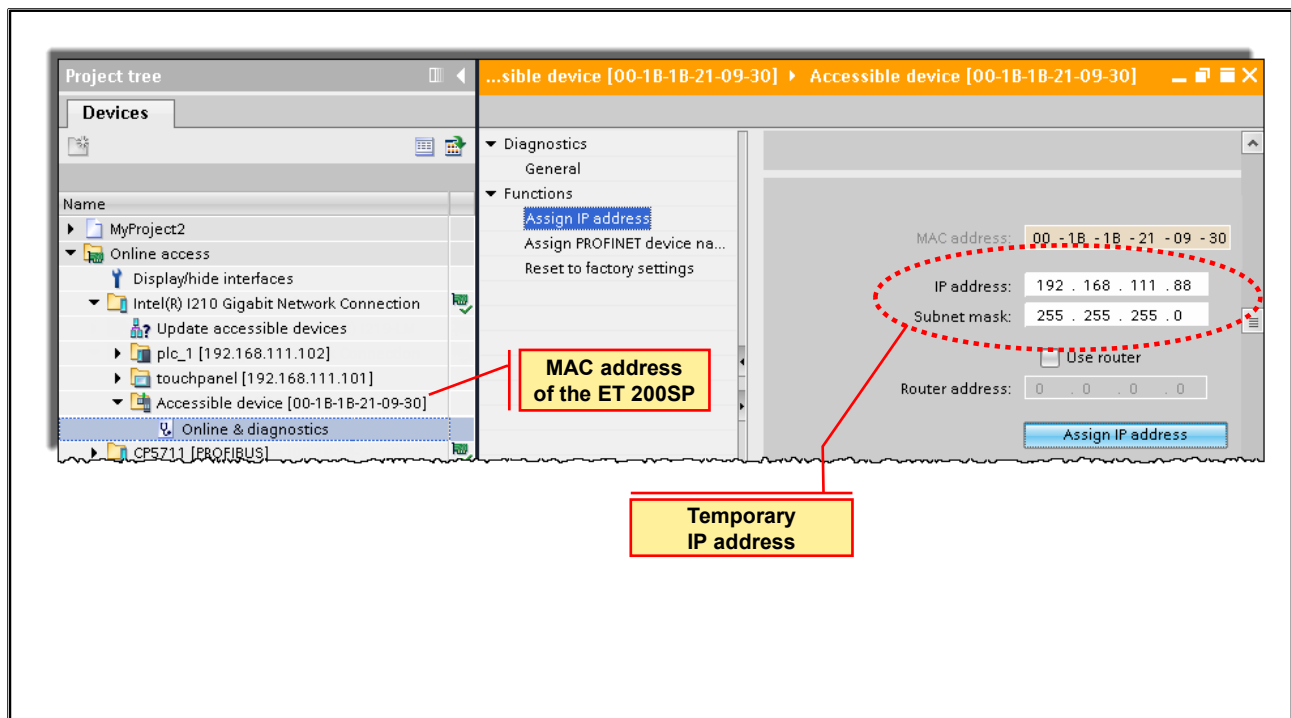 Project tree
Devices
Name
MyProject2
Online access
Display/hide interfaces
Intel(R) I210 Gigabit Network Connection
Update accessible devices
plc_1 [192.168.111.102]
touchpanel [192.168.111.101]
Accessible device [00-1B-1B-21-09-30]
Online & diagnostics
CP5711 [PROFIBUS]
...sible device [00-1B-1B-21-09-30] Accessible device [00-1B-1B-21-09-30]
Diagnostics
General
Functions
Assign IP address
Assign PROFINET device na...
Reset to factory settings
MAC address: 00 -1B -1B -21 -09 -30
IP address: 192 . 168 . 111 . 88
Subnet mask: 255 . 255 . 255 . 0
Use router
Router address: 0 . 0 . 0 . 0
Assign IP address
MAC address
of the ET 200SP
Temporary
IP address